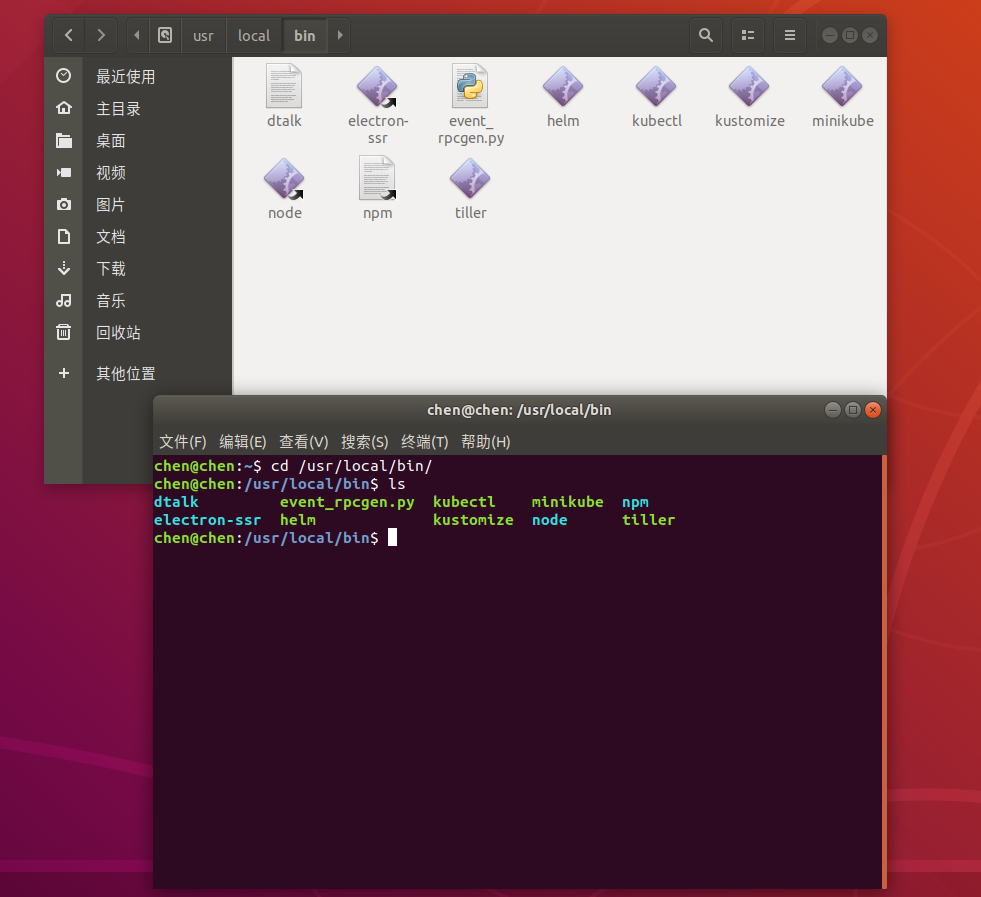 usr local bin
最近使用
主目录
桌面
视频
图片
文档
下载
音乐
回收站
其他位置
dtalk electron-ssr event_rpcgen.py helm kubectl kustomize minikube
node npm tiller
chen@chen: /usr/local/bin
文件(F) 编辑(E) 查看(V) 搜索(S) 终端(T) 帮助(H)
chen@chen:~$ cd /usr/local/bin/
chen@chen:/usr/local/bin$ ls
dtalk event_rpcgen.py kubectl minikube npm
electron-ssr helm kustomize node tiller
chen@chen:/usr/local/bin$